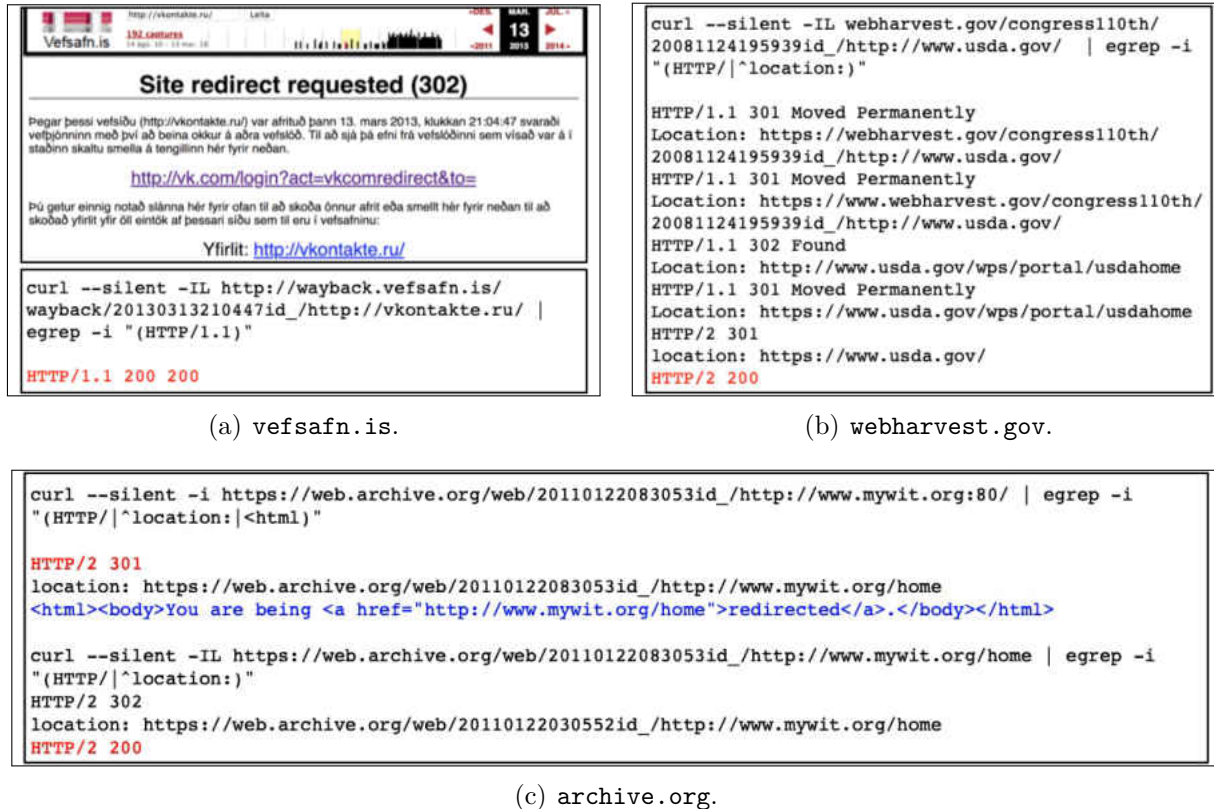 http://vkontakte.ru/ Leita
Vefsafn.is
192 captures
«DES. MAR. JÚL.»
13
«2011 2013 2014»
Site redirect requested (302)
Þegar þessi vefsíðu (http://vkontakte.ru/) var afrituð þann 13. mars 2013, klukkan 21:04:47 svaraði
vefþjónninn með því að beina okkur á aðra vefslóð. Til að sjá þá efni frá vefslóðinni sem vísað var á í
staðinn skaltu smella á tengillinn hér fyrir neðan.
http://vk.com/login?act=vkcomredirect&to=
Þú getur einnig notað slánna hér fyrir ofan til að skoða önnur afrit eða smellt hér fyrir neðan til að
skoðað yfirlit yfir öll eintök af þessari síðu sem til eru í vefsafninu:
Yfirlit: http://vkontakte.ru/
curl --silent -IL http://wayback.vefsafn.is/
wayback/20130313210447id_/http://vkontakte.ru/ |
egrep -i "(HTTP/1.1)"
HTTP/1.1 200 200
(a) vefsafn.is.
curl --silent -IL webharvest.gov/congress110th/
20081124195939id_/http://www.usda.gov/ | egrep -i
"(HTTP/|^location:)"
HTTP/1.1 301 Moved Permanently
Location: https://webharvest.gov/congress110th/
20081124195939id_/http://www.usda.gov/
HTTP/1.1 301 Moved Permanently
Location: https://www.webharvest.gov/congress110th/
20081124195939id_/http://www.usda.gov/
HTTP/1.1 302 Found
Location: http://www.usda.gov/wps/portal/usdahome
HTTP/1.1 301 Moved Permanently
Location: https://www.usda.gov/wps/portal/usdahome
HTTP/2 301
location: https://www.usda.gov/
HTTP/2 200
(b) webharvest.gov.
curl --silent -i https://web.archive.org/web/20110122083053id_/http://www.mywit.org:80/ | egrep -i
"(HTTP/|^location:|<html)"
HTTP/2 301
location: https://web.archive.org/web/20110122083053id_/http://www.mywit.org/home
<html><body>You are being <a href="http://www.mywit.org/home">redirected</a>.</body></html>
curl --silent -IL https://web.archive.org/web/20110122083053id_/http://www.mywit.org/home | egrep -i
"(HTTP/|^location:)"
HTTP/2 302
location: https://web.archive.org/web/20110122030552id_/http://www.mywit.org/home
HTTP/2 200
(c) archive.org.